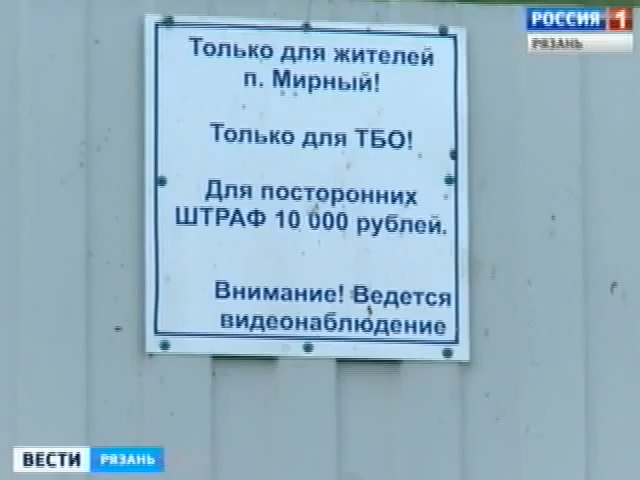 РОССИЯ 1
РЯЗАНЬ
Только для жителей
п. Мирный!
Только для ТБО!
Для посторонних
ШТРАФ 10 000 рублей.
Внимание! Ведется
видеонаблюдение
ВЕСТИ РЯЗАНЬ